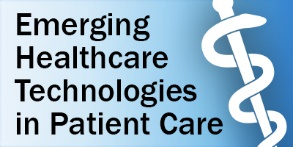 Emerging
Healthcare
Technologies
in Patient Care